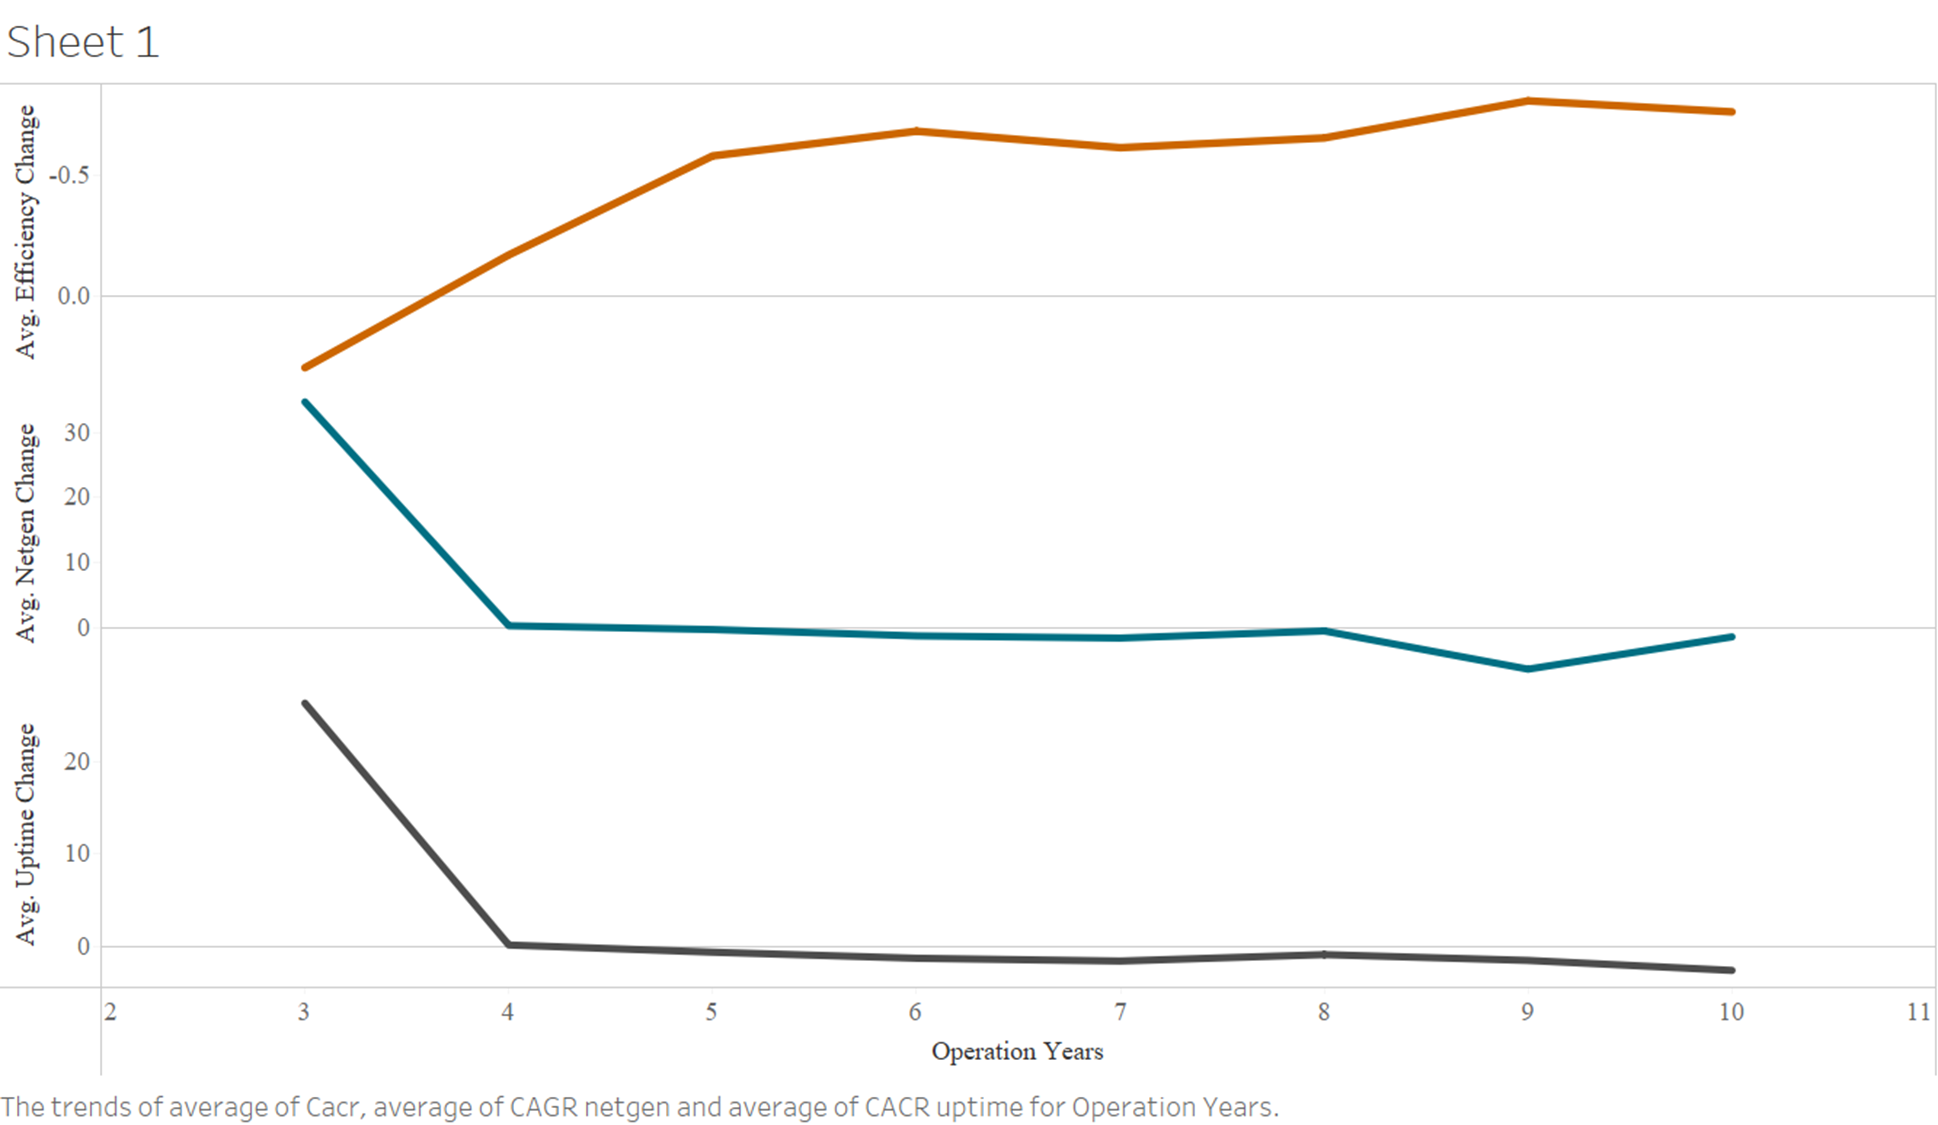 Sheet 1
Avg. Efficiency Change
-0.5
0.0
Avg. Netgen Change
30
20
10
0
Avg. Uptime Change
20
10
0
2 3 4 5 6 7 8 9 10 11
Operation Years
The trends of average of Cacr, average of CAGR netgen and average of CACR uptime for Operation Years.